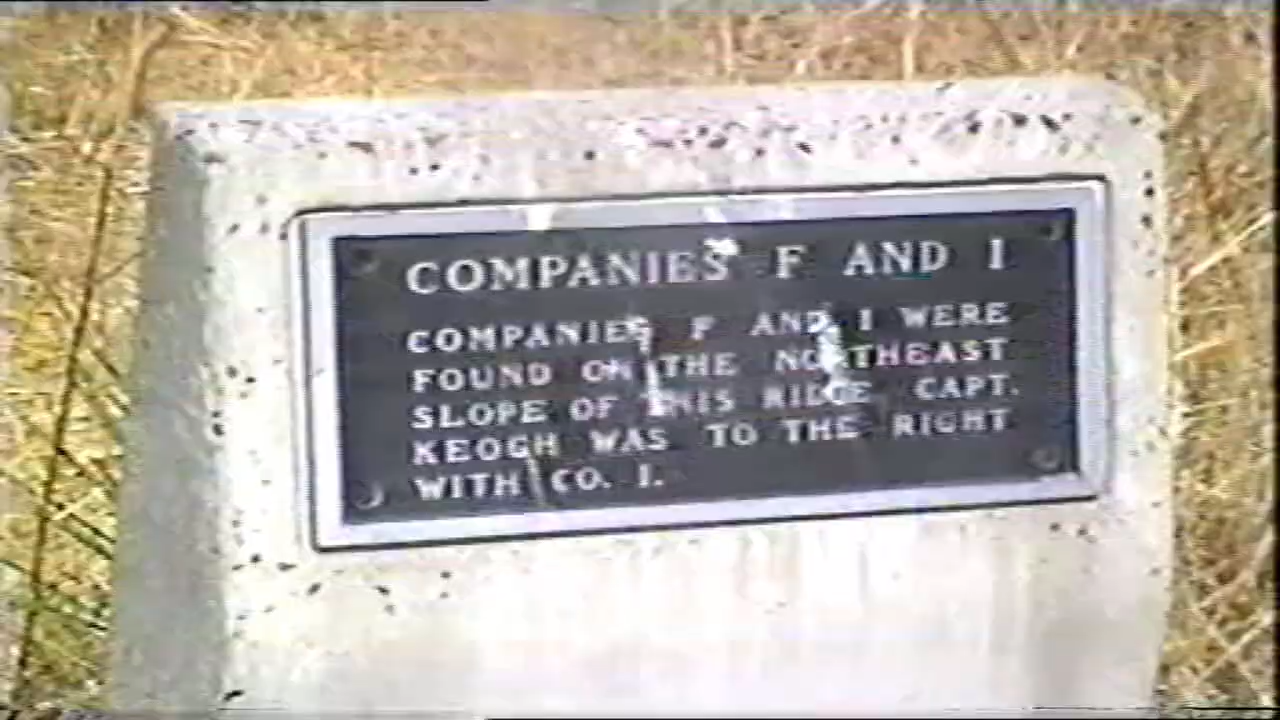 COMPANIES F AND I
COMPANIES F AND I WERE
FOUND ON THE NORTHEAST
SLOPE OF THIS RIDGE CAPT.
KEOGH WAS TO THE RIGHT
WITH CO. I.